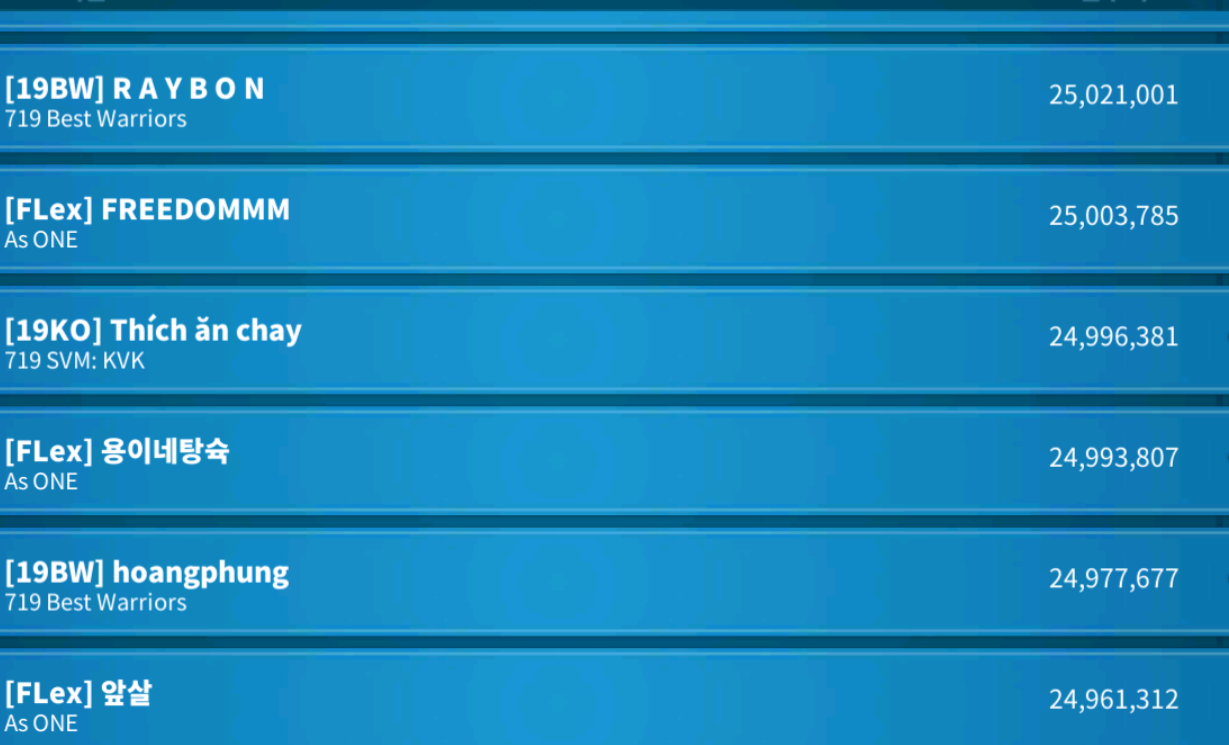 [19BW] R A Y B O N
25,021,001
719 Best Warriors
[FLex] FREEDOMMM
25,003,785
As ONE
[19KO] Thích ăn chay
24,996,381
719 SVM: KVK
[FLex] 용이네탕슉
24,993,807
As ONE
[19BW] hoangphung
24,977,677
719 Best Warriors
[FLex] 앞살
24,961,312
As ONE